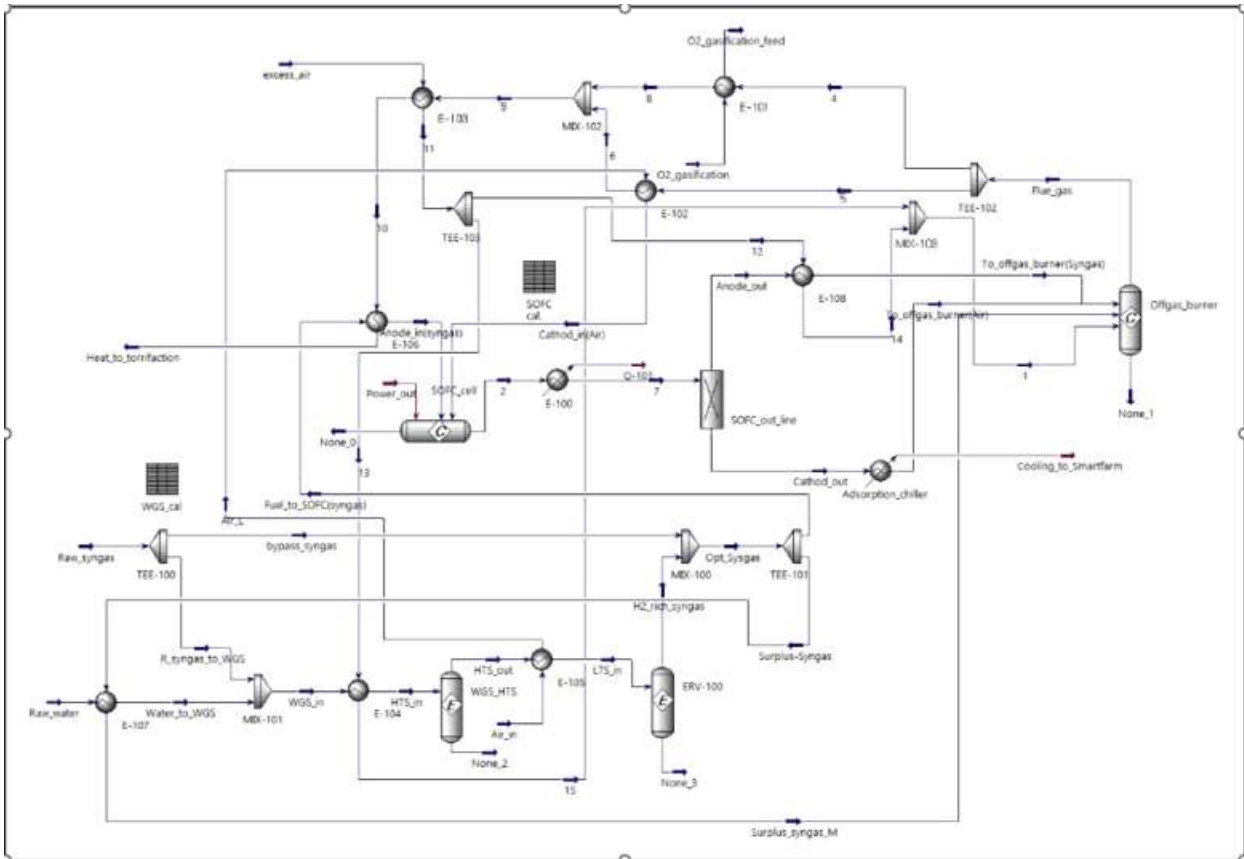 O2_gasification_feed
excess_air
E-103
9
MIX-102
8
E-101
4
11
6
O2_gasification
E-102
5
TEE-102
Flue_gas
10
TEE-103
12
MIX-103
To_offgas_burner(Syngas)
SOFC
cal.
Anode_out
E-108
Offgas_burner
To_offgas_burner(Air)
Anode_in(syngas)
E-106
Cathod_in(Air)
14
Heat_to_torrifaction
Power_out
SOFC_cell
2
E-100
7
1
None_1
None_0
SOFC_out_line
13
Cathod_out
Cooling_to_Smartfarm
Adsorption_chiller
WGS_cal
Fuel_to_SOFC(syngas)
Raw_syngas
TEE-100
bypass_syngas
MIX-100
Opt_Sysgas
TEE-101
H2_rich_syngas
Surplus-Syngas
R_syngas_to_WGS
HTS_out
LTS_in
ERV-100
WGS_HTS
E-105
Raw_water
E-107
Water_to_WGS
MIX-101
WGS_in
E-104
HTS_in
Air_in
None_2
None_3
15
Surplus_syngas_M